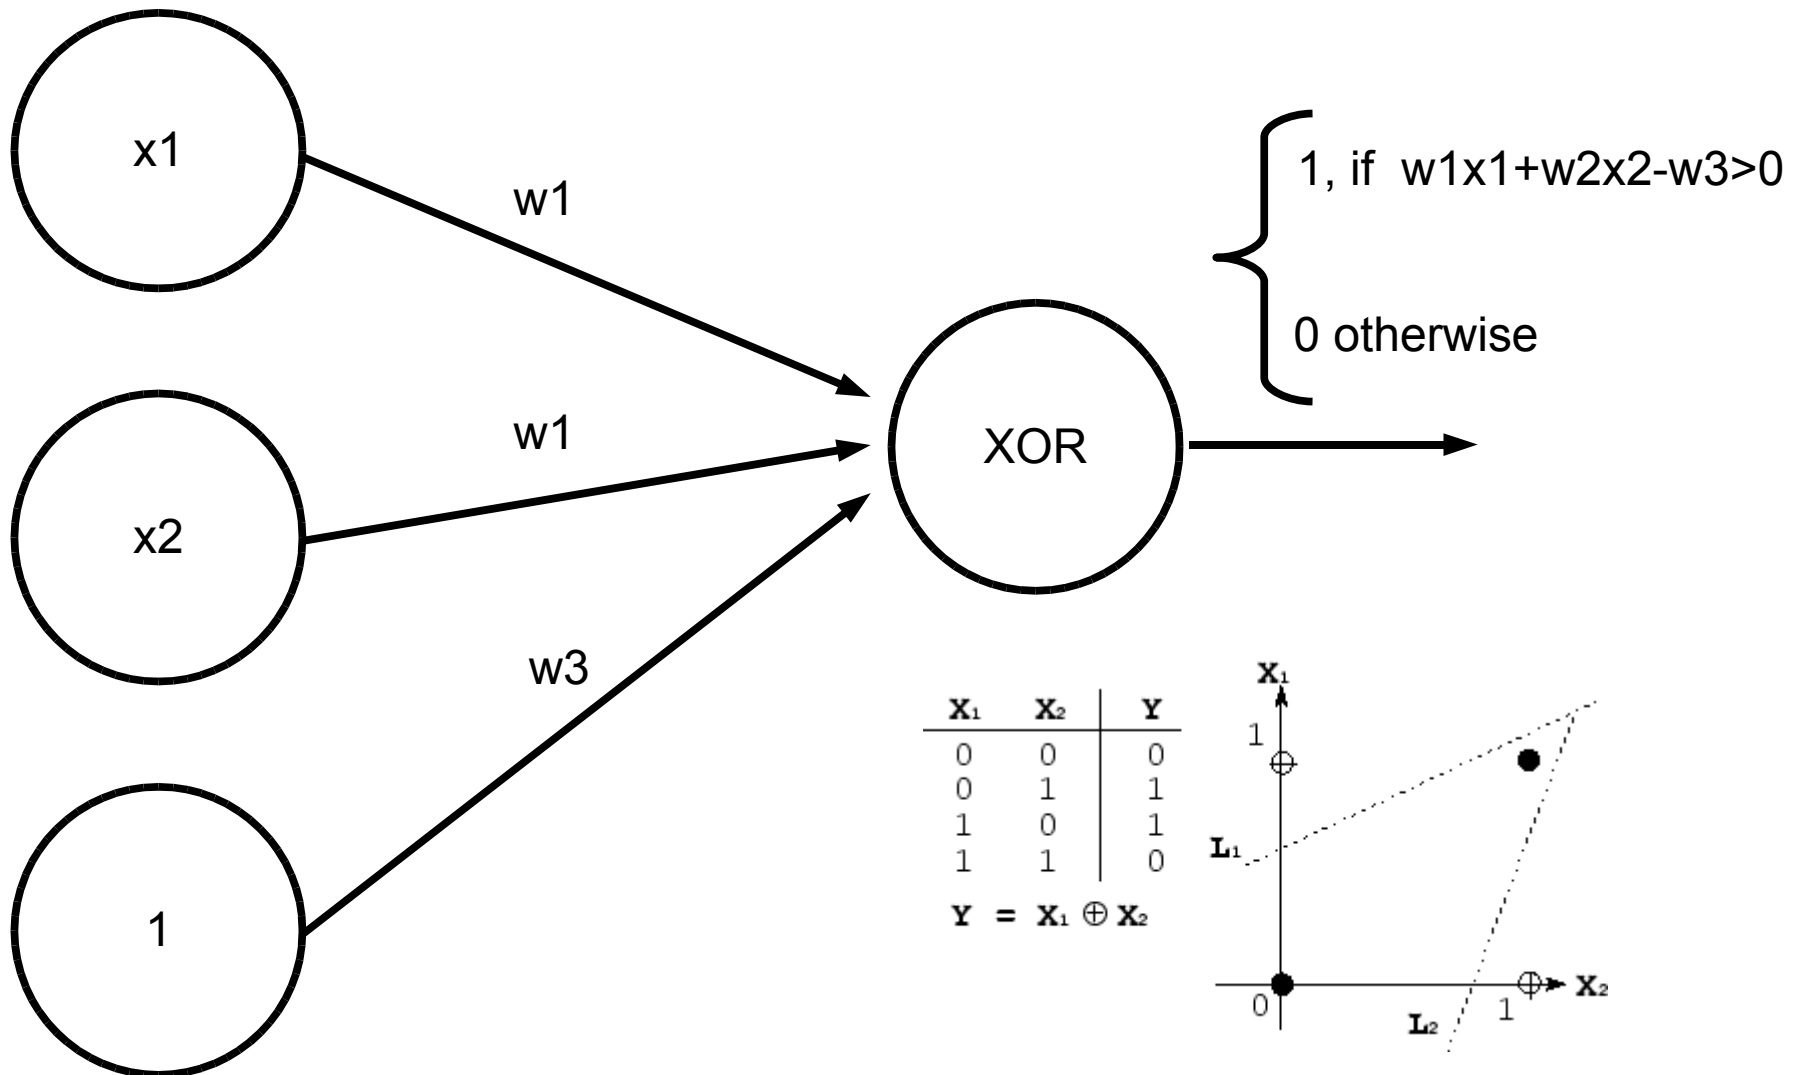 x1
w1
1, if w1x1+w2x2-w3>0
0 otherwise
x2
w1
XOR
w3
1
X₁ X₂ Y
0 0 0
0 1 1
1 0 1
1 1 0
Y = X₁ ⊕ X₂
X₁
1
L₁
0
1
X₂
L₂